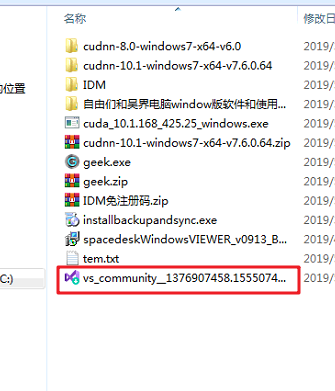 名称
cudnn-8.0-windows7-x64-v6.0 2019/
cudnn-10.1-windows7-x64-v7.6.0.64 2019/
的位置 IDM 2019/
自由们和昊界电脑window版软件和使用... 2019/
cuda_10.1.168_425.25_windows.exe 2019/
cudnn-10.1-windows7-x64-v7.6.0.64.zip 2019/
geek.exe 2019/
geek.zip 2019/
IDM免注册码.zip 2019/
installbackupandsync.exe 2019/
spacedeskWindowsVIEWER_v0913_B... 2019/
tem.txt 2019/
C:) vs_community__1376907458.1555074... 2019/